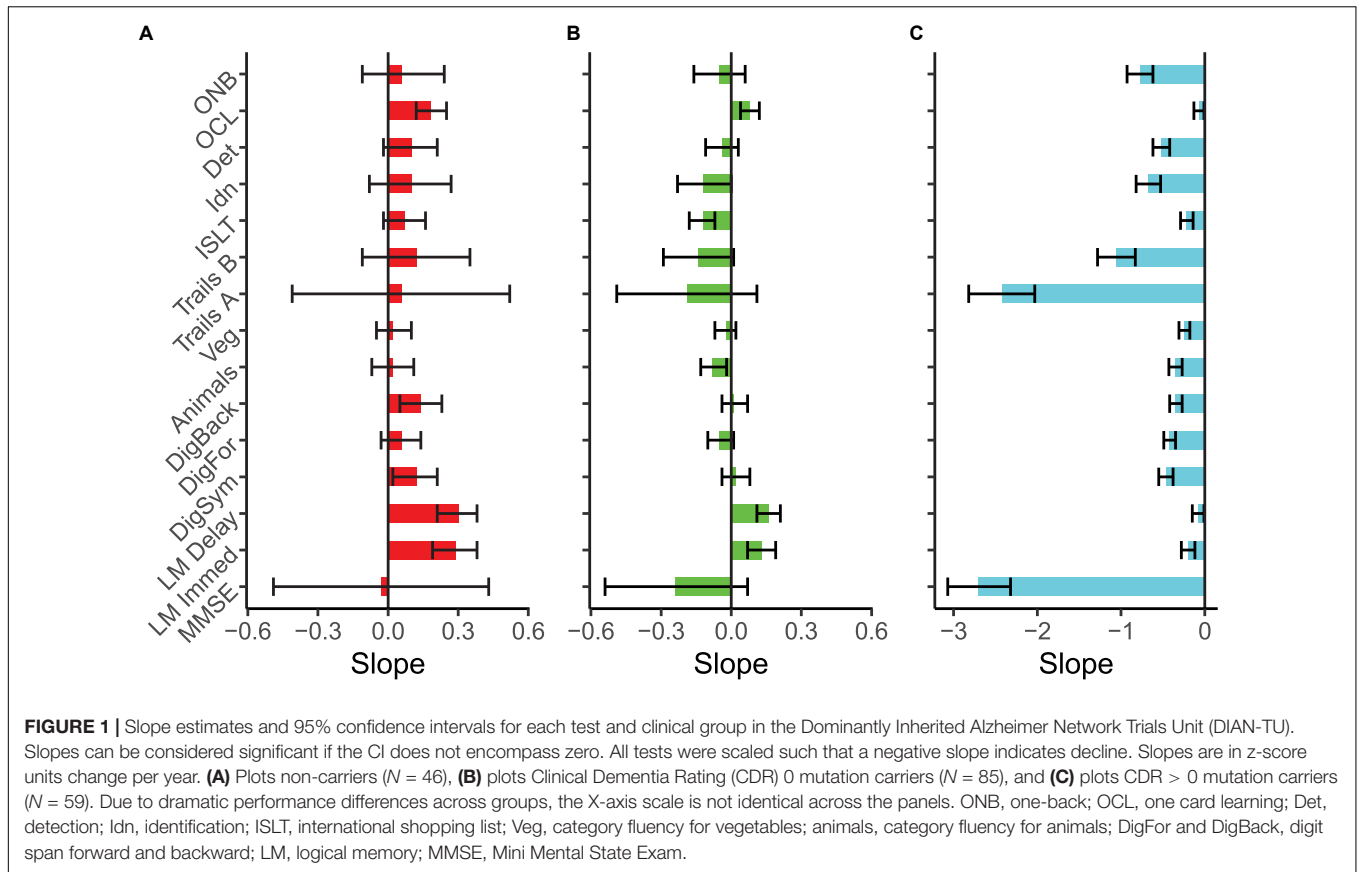 A
B
C
ONB
OCL
Det
Idn
ISLT
Trails B
Trails A
Veg
Animals
DigBack
DigFor
DigSym
LM Delay
LM Immed
MMSE
−0.6 −0.3 0.0 0.3 0.6
−0.6 −0.3 0.0 0.3 0.6
−3 −2 −1 0
Slope
Slope
Slope
FIGURE 1 | Slope estimates and 95% confidence intervals for each test and clinical group in the Dominantly Inherited Alzheimer Network Trials Unit (DIAN-TU).
Slopes can be considered significant if the CI does not encompass zero. All tests were scaled such that a negative slope indicates decline. Slopes are in z-score
units change per year. (A) Plots non-carriers (N = 46), (B) plots Clinical Dementia Rating (CDR) 0 mutation carriers (N = 85), and (C) plots CDR > 0 mutation carriers
(N = 59). Due to dramatic performance differences across groups, the X-axis scale is not identical across the panels. ONB, one-back; OCL, one card learning; Det,
detection; Idn, identification; ISLT, international shopping list; Veg, category fluency for vegetables; animals, category fluency for animals; DigFor and DigBack, digit
span forward and backward; LM, logical memory; MMSE, Mini Mental State Exam.